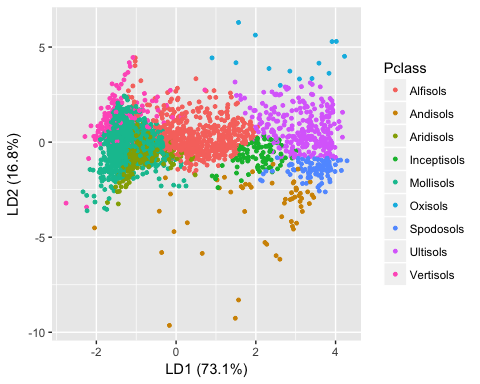 Pclass
Alfisols
Andisols
Aridisols
Inceptisols
Mollisols
Oxisols
Spodosols
Ultisols
Vertisols
LD2 (16.8%)
5
0
-5
-10
-2
0
2
4
LD1 (73.1%)